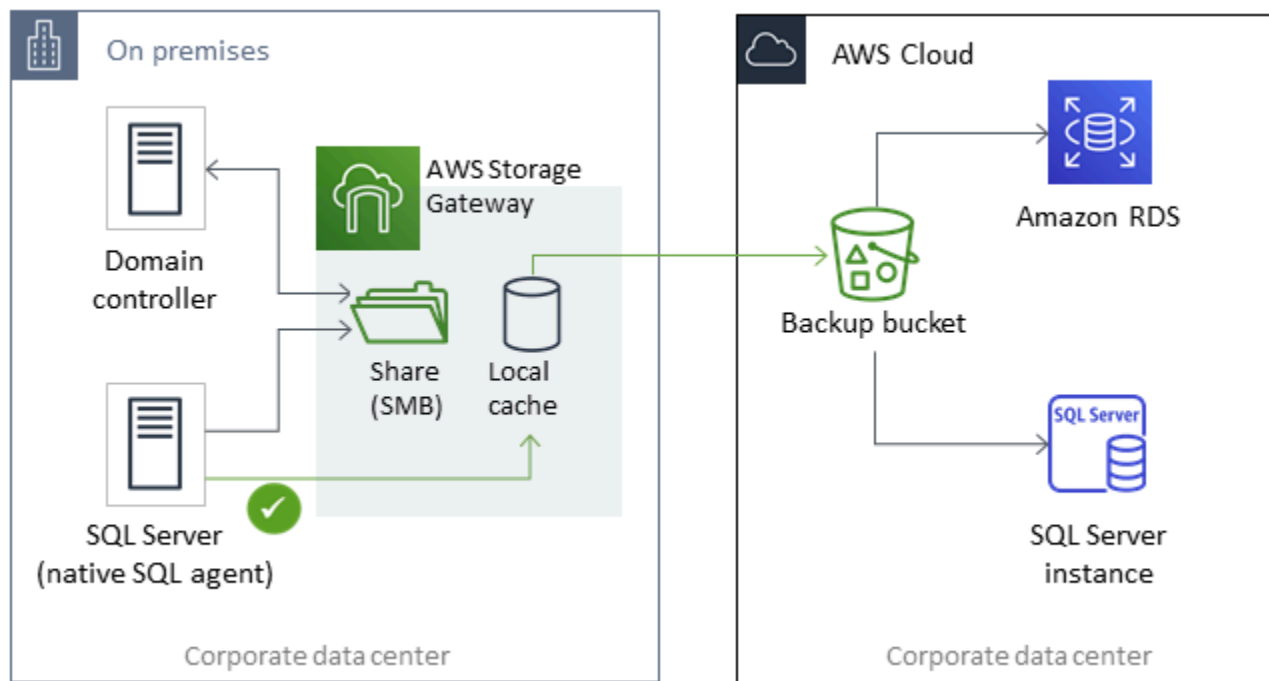 On premises
Domain
controller
AWS Storage
Gateway
Share
(SMB)
Local
cache
SQL Server
(native SQL agent)
Corporate data center
AWS Cloud
Amazon RDS
Backup bucket
SQL Server
SQL Server
instance
Corporate data center